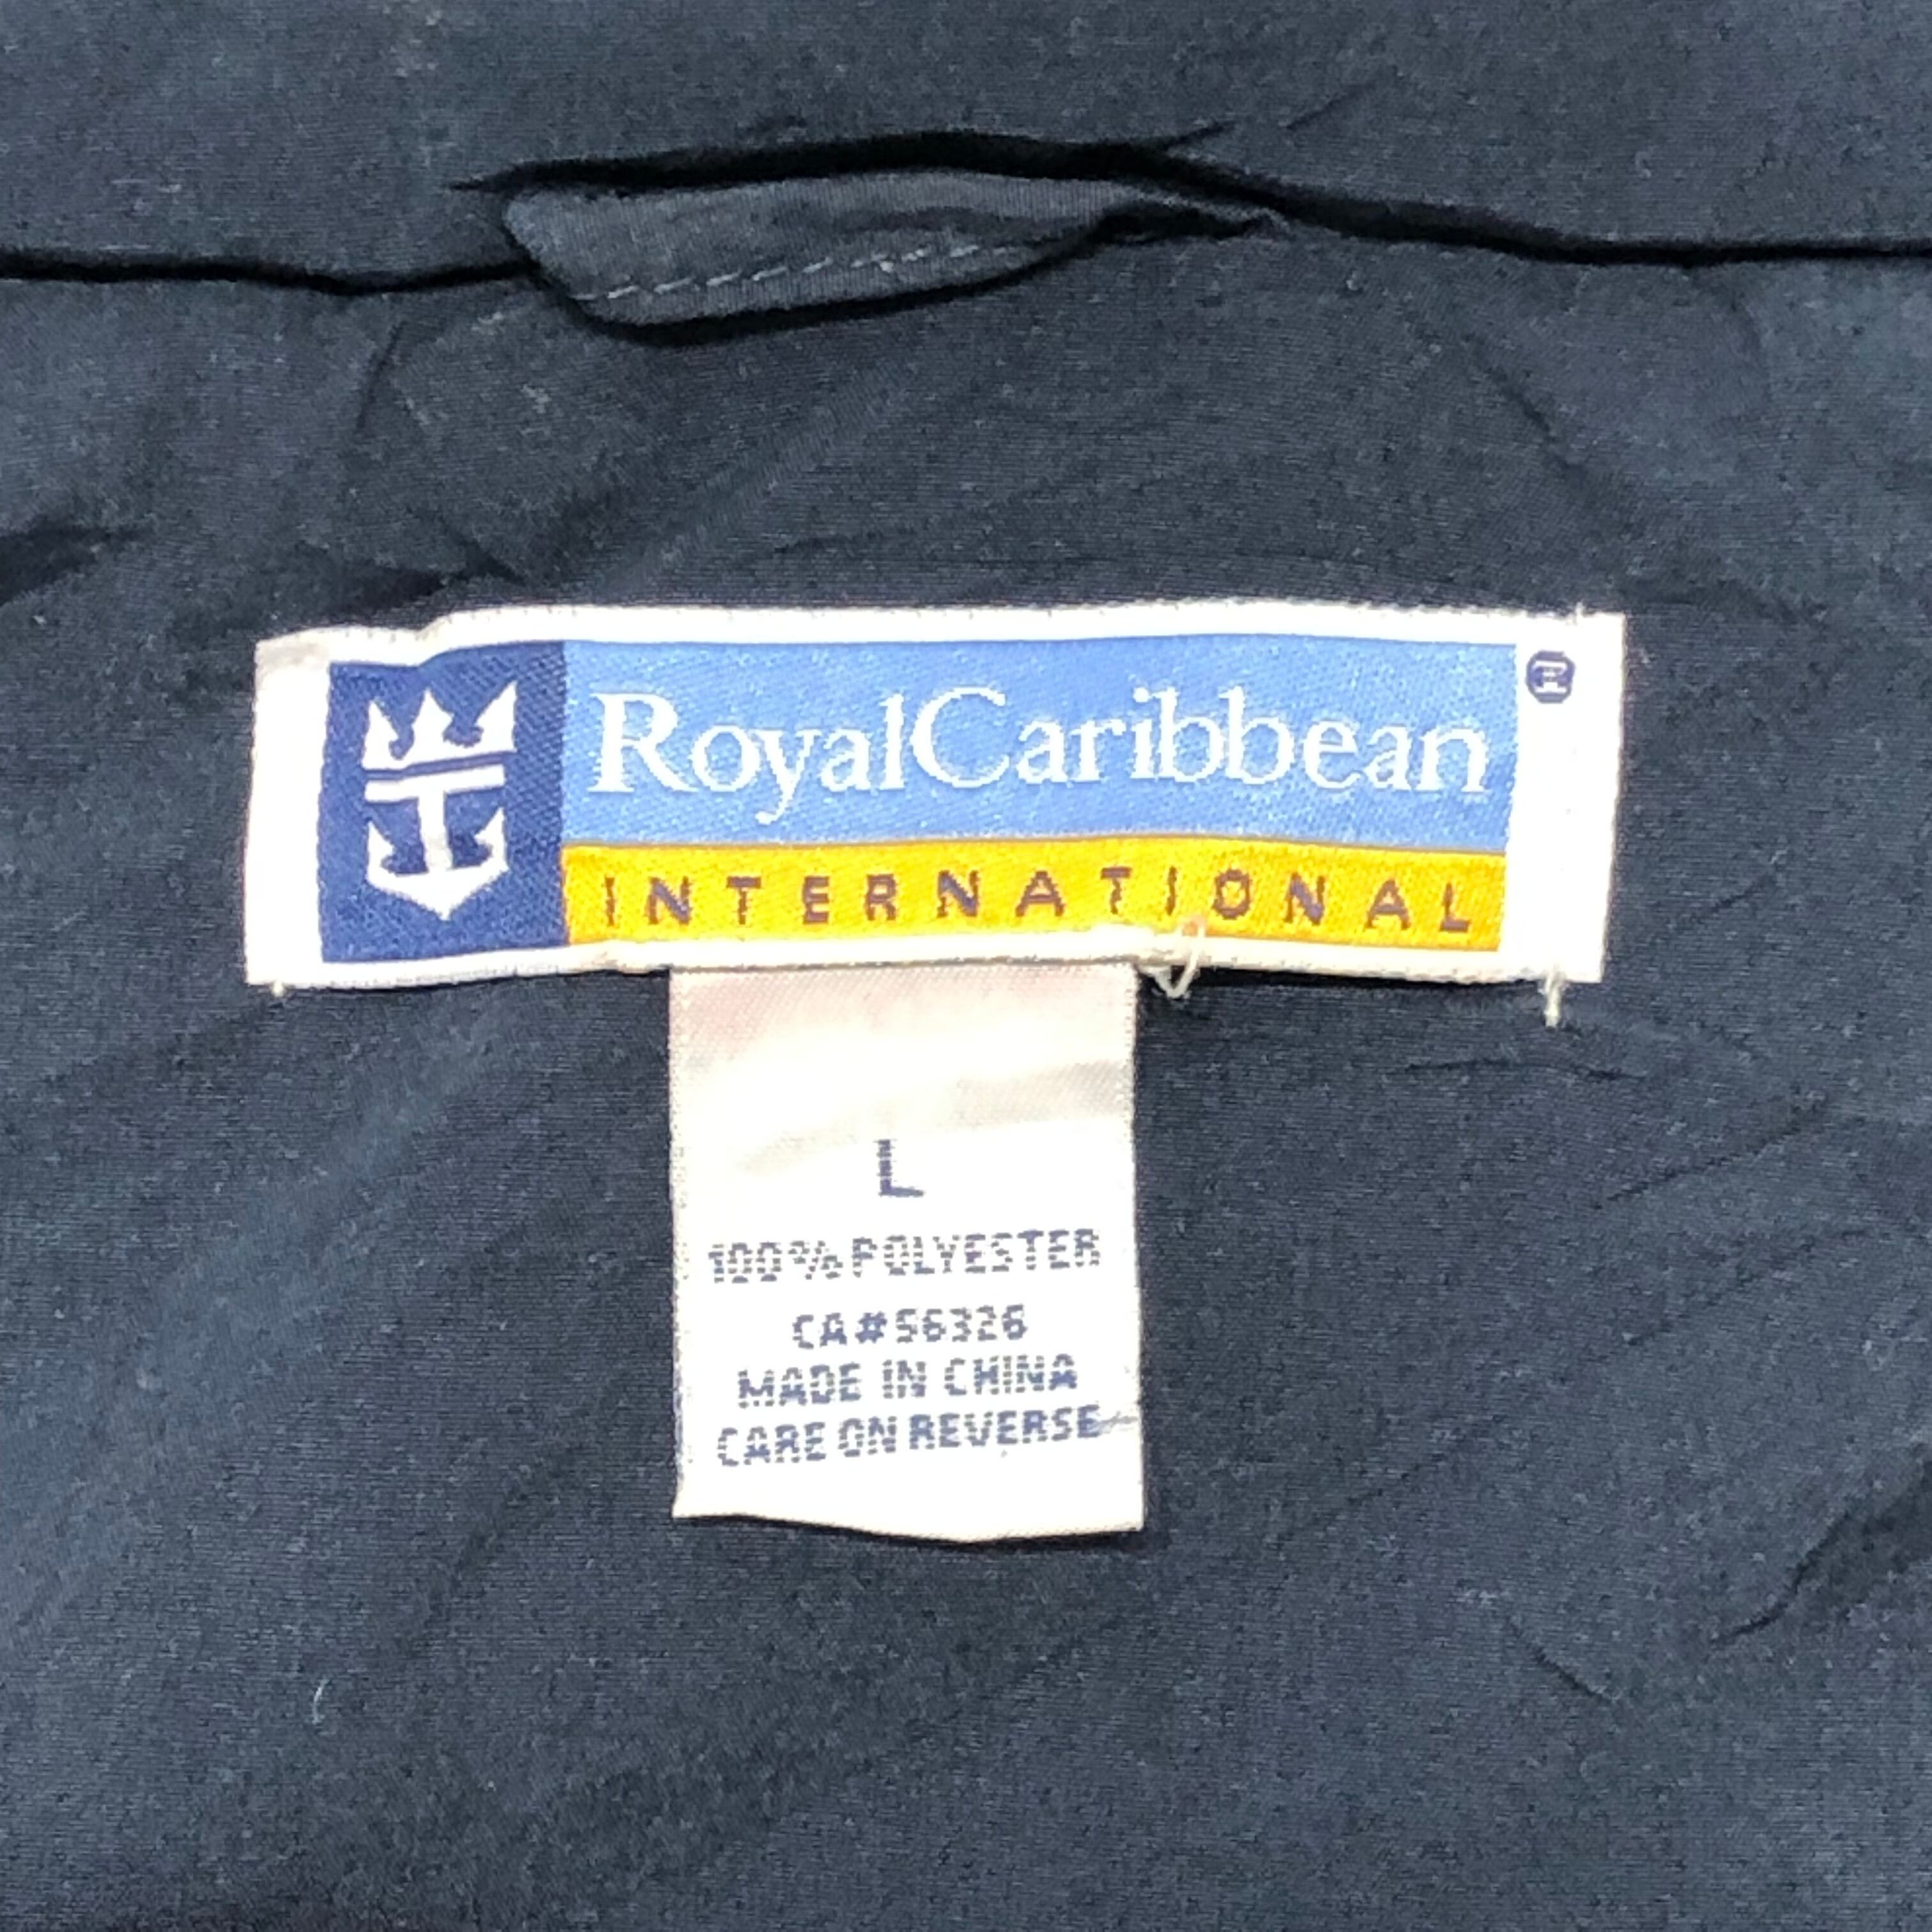 RoyalCaribbean ®
INTERNATIONAL
L
100% POLYESTER
CA#56326
MADE IN CHINA
CARE ON REVERSE